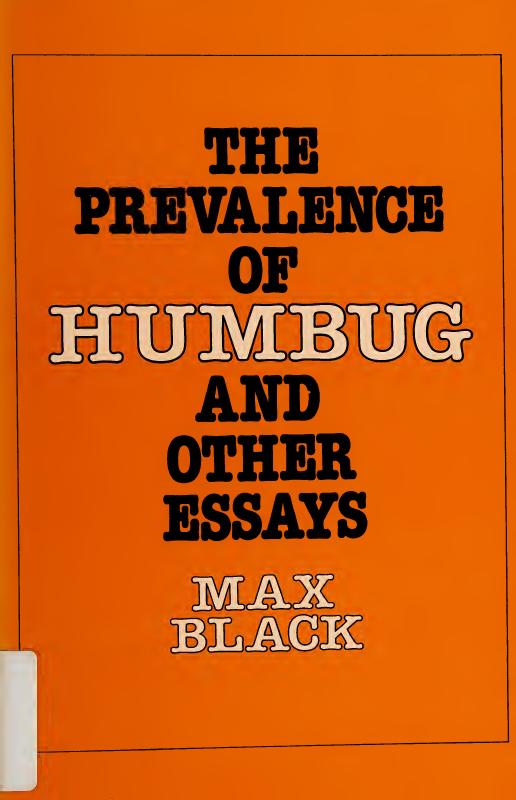 THE
PREVALENCE
OF
HUMBUG
AND
OTHER
ESSAYS
MAX
BLACK